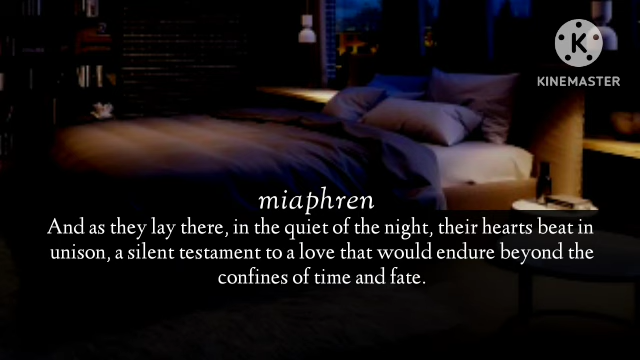 KINEMASTER
miaphren
And as they lay there, in the quiet of the night, their hearts beat in
unison, a silent testament to a love that would endure beyond the
confines of time and fate.